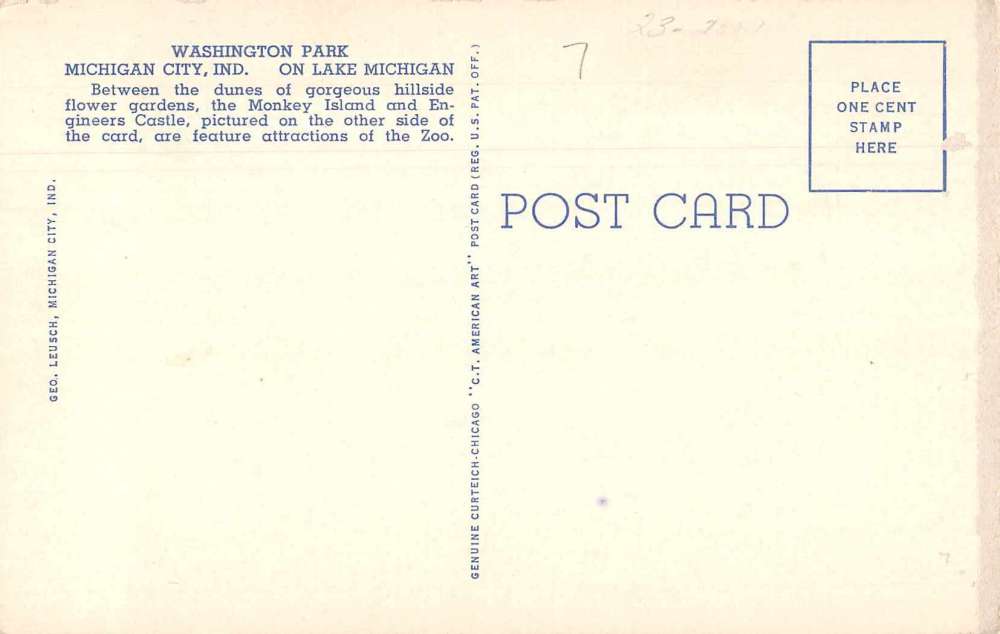 WASHINGTON PARK
MICHIGAN CITY, IND. ON LAKE MICHIGAN
Between the dunes of gorgeous hillside
flower gardens, the Monkey Island and En-
gineers Castle, pictured on the other side of
the card, are feature attractions of the Zoo.
GEO. LEUSCH, MICHIGAN CITY, IND.
GENUINE CURTEICH-CHICAGO "C.T. AMERICAN ART" POST CARD (REG. U.S. PAT. OFF.)
7
POST CARD
PLACE
ONE CENT
STAMP
HERE